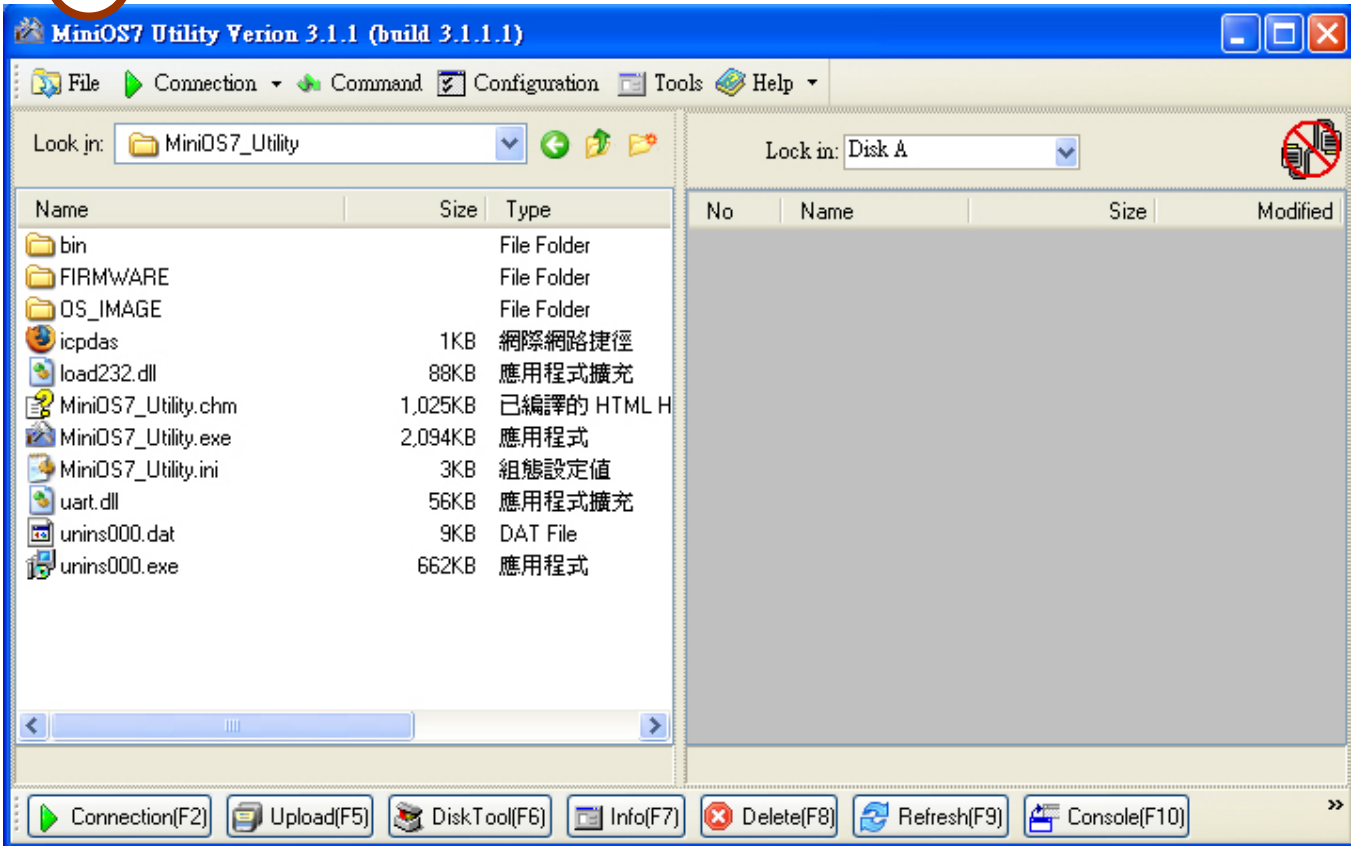 MiniOS7 Utility Verion 3.1.1 (build 3.1.1.1)
File Connection Command Configuration Tools Help
Look in: MiniOS7_Utility
Lock in: Disk A
Name Size Type
No Name Size Modified
bin File Folder
FIRMWARE File Folder
OS_IMAGE File Folder
icpdas 1KB 網際網路捷徑
load232.dll 88KB 應用程式擴充
MiniOS7_Utility.chm 1,025KB 已編譯的 HTML H
MiniOS7_Utility.exe 2,094KB 應用程式
MiniOS7_Utility.ini 3KB 組態設定值
uart.dll 56KB 應用程式擴充
unins000.dat 9KB DAT File
unins000.exe 662KB 應用程式
Connection(F2) Upload(F5) DiskTool(F6) Info(F7) Delete(F8) Refresh(F9) Console(F10) »